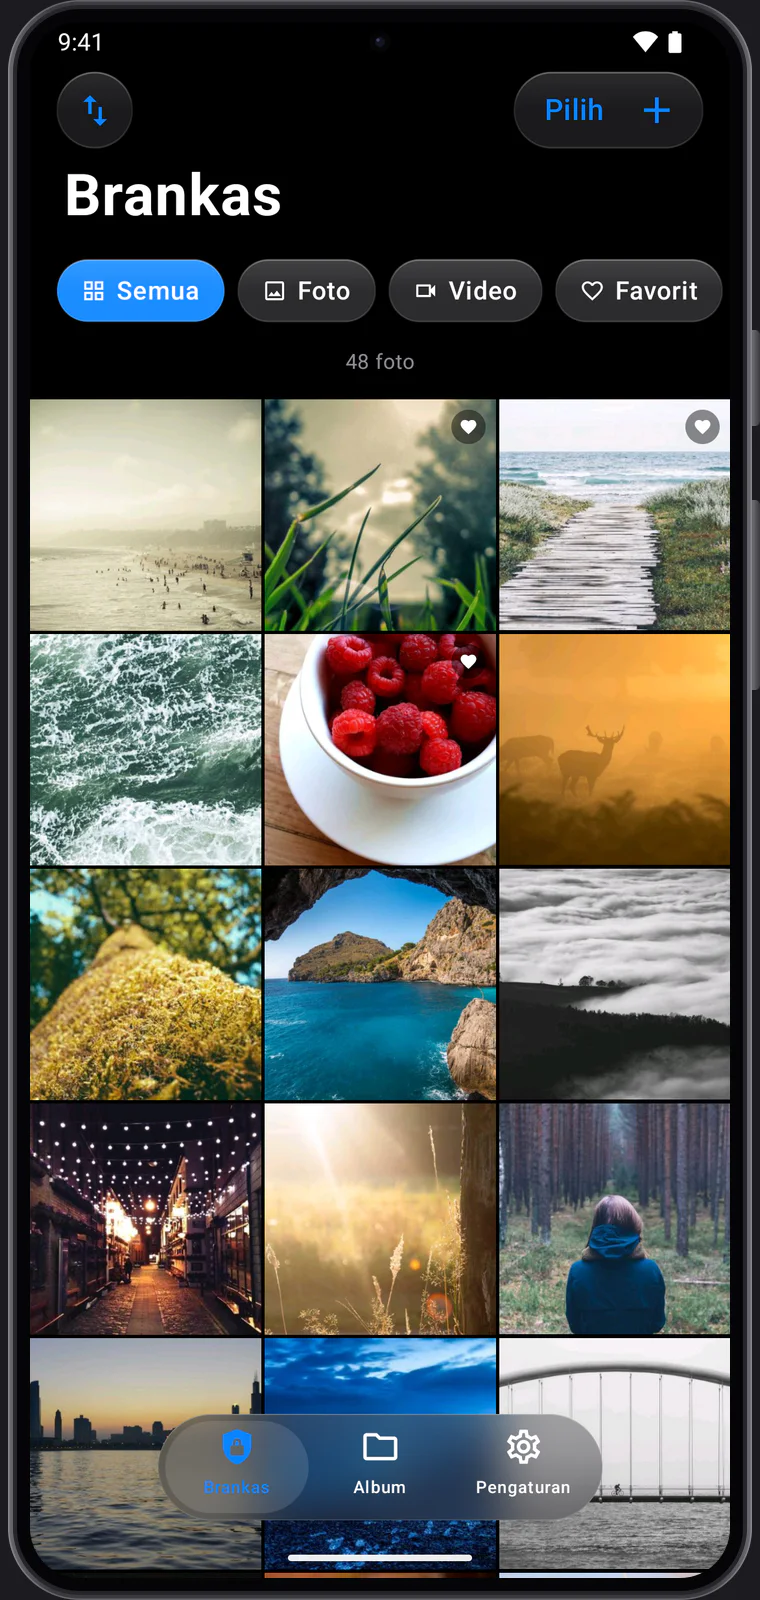 9:41
Pilih
Brankas
Semua Foto Video Favorit
48 foto
Brankas Album Pengaturan